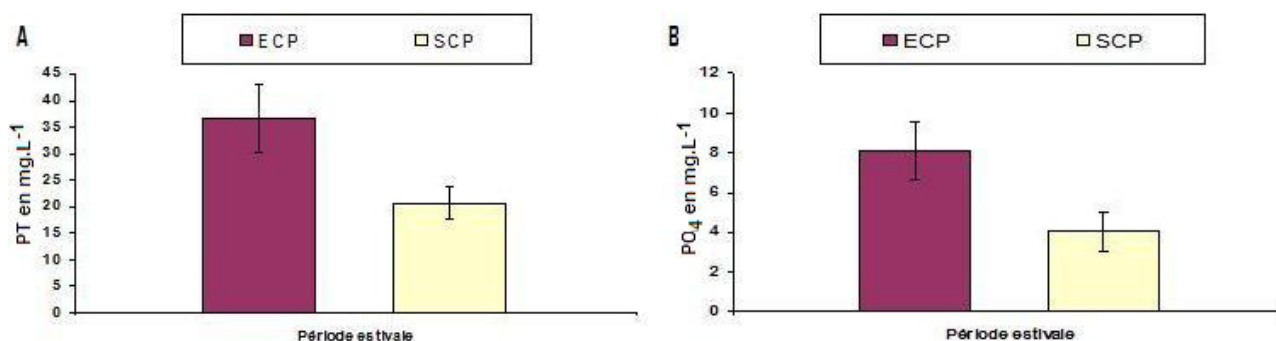 A
ECP SCP
PT en mg.L-1
45
40
35
30
25
20
15
10
5
0
Période estivale
B
ECP SCP
PO4 en mg.L-1
12
10
8
6
4
2
0
Période estivale